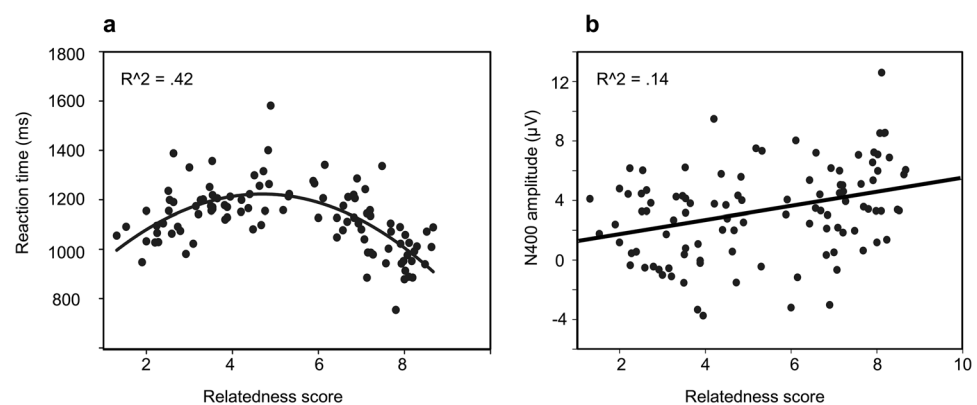 a
R^2 = .42
Reaction time (ms)
1800
1600
1400
1200
1000
800
2 4 6 8
Relatedness score
b
R^2 = .14
N400 amplitude (µV)
12
8
4
0
-4
2 4 6 8 10
Relatedness score